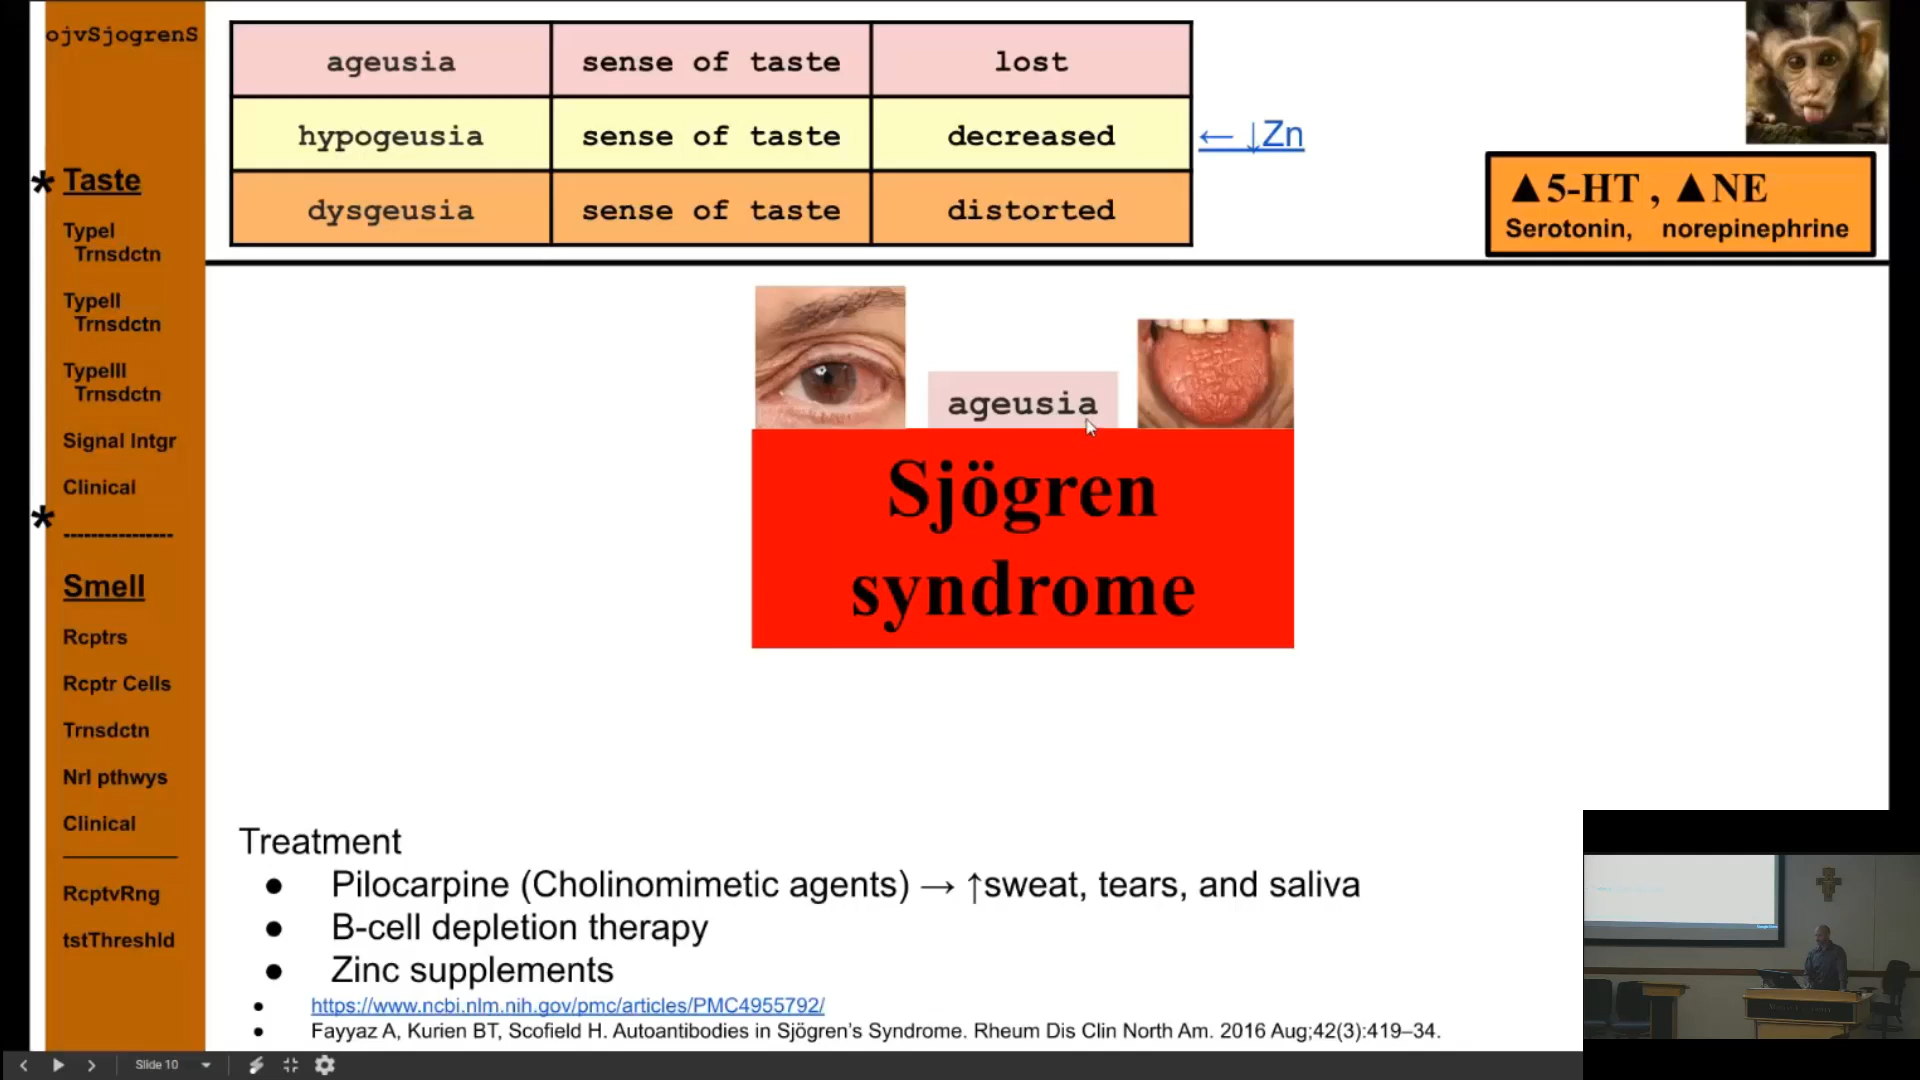 ojvSjogrenS
* Taste
TypeI
Trnsdctn
TypeII
Trnsdctn
TypeIII
Trnsdctn
Signal Intgr
Clinical
*
----------------
Smell
Rcptrs
Rcptr Cells
Trnsdctn
Nrl pthwys
Clinical
RcptvRng
tstThreshld
ageusia sense of taste lost
hypogeusia sense of taste decreased ← ↓Zn
dysgeusia sense of taste distorted
▲5-HT , ▲NE
Serotonin, norepinephrine
ageusia
Sjögren
syndrome
Treatment
● Pilocarpine (Cholinomimetic agents) → ↑sweat, tears, and saliva
● B-cell depletion therapy
● Zinc supplements
● https://www.ncbi.nlm.nih.gov/pmc/articles/PMC4955792/
● Fayyaz A, Kurien BT, Scofield H. Autoantibodies in Sjögren's Syndrome. Rheum Dis Clin North Am. 2016 Aug;42(3):419–34.
Slide 10